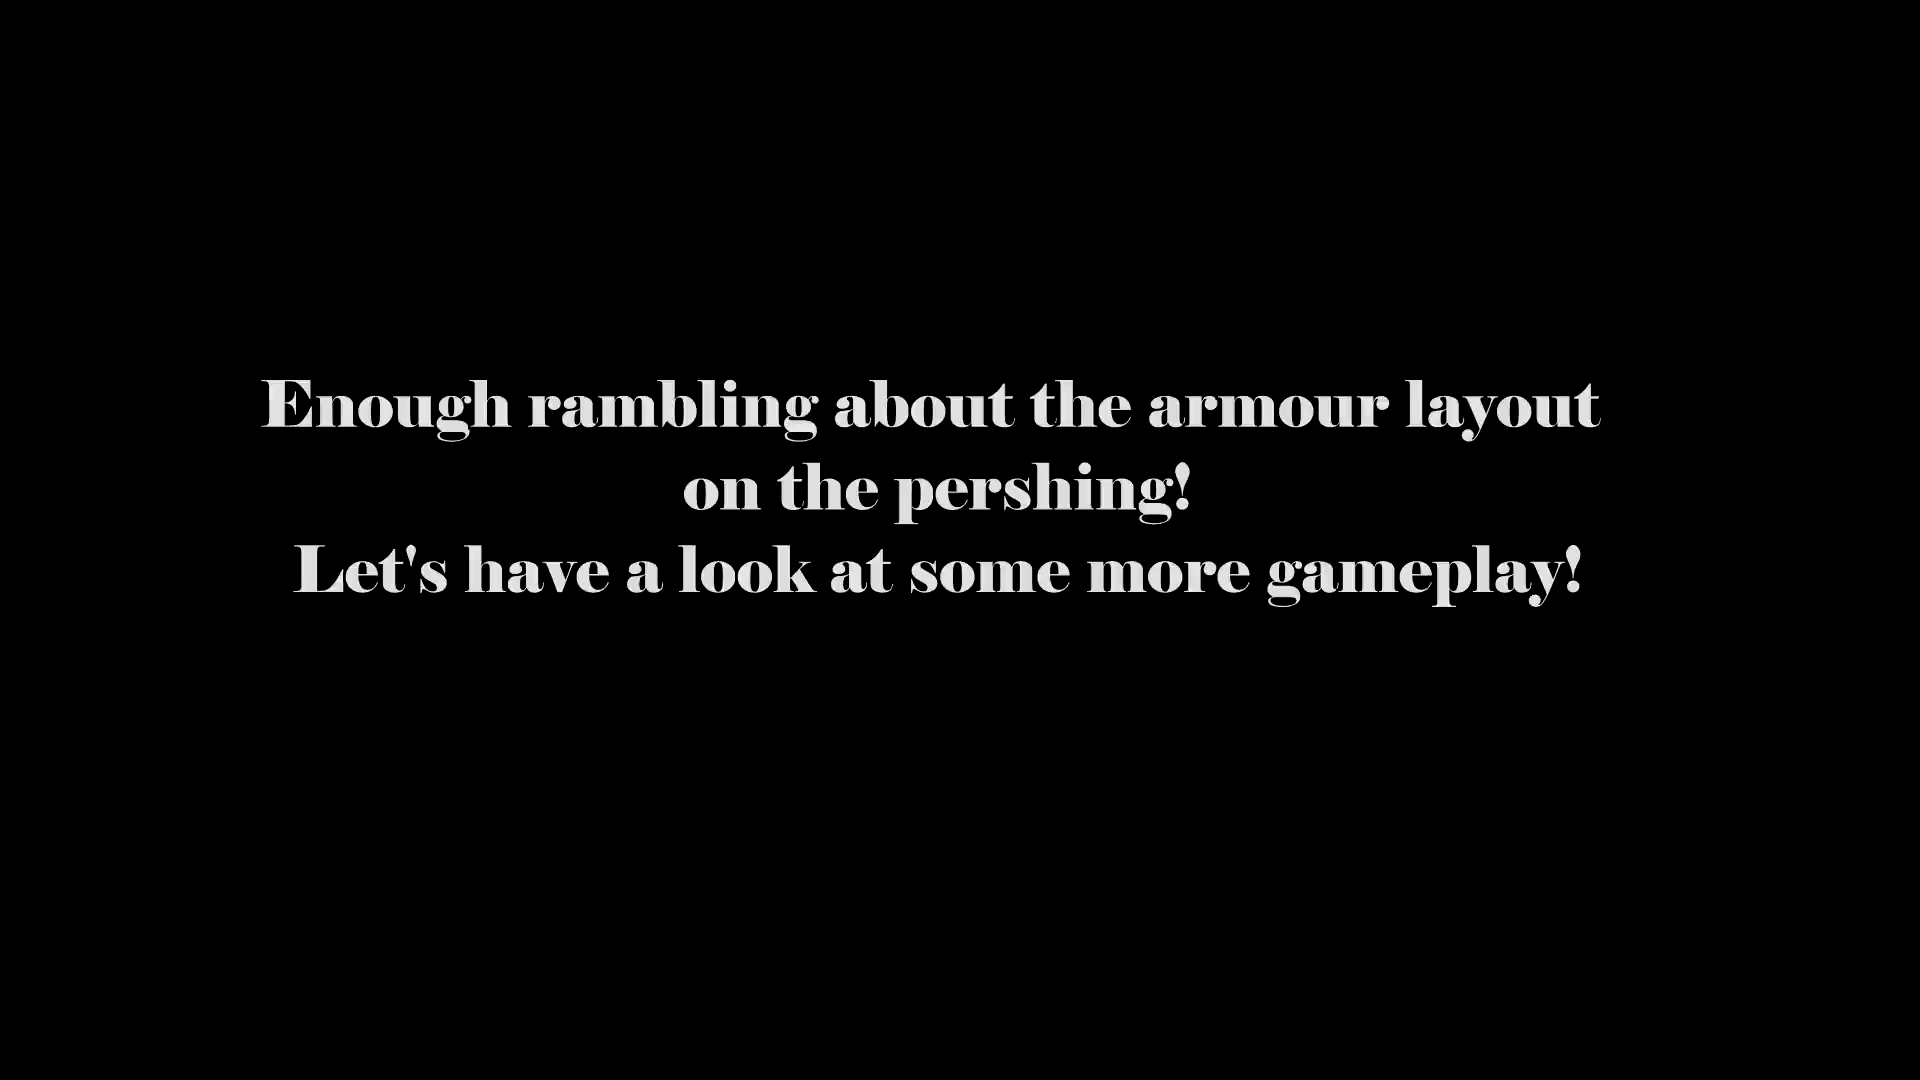 Enough rambling about the armour layout
on the pershing!
Let's have a look at some more gameplay!